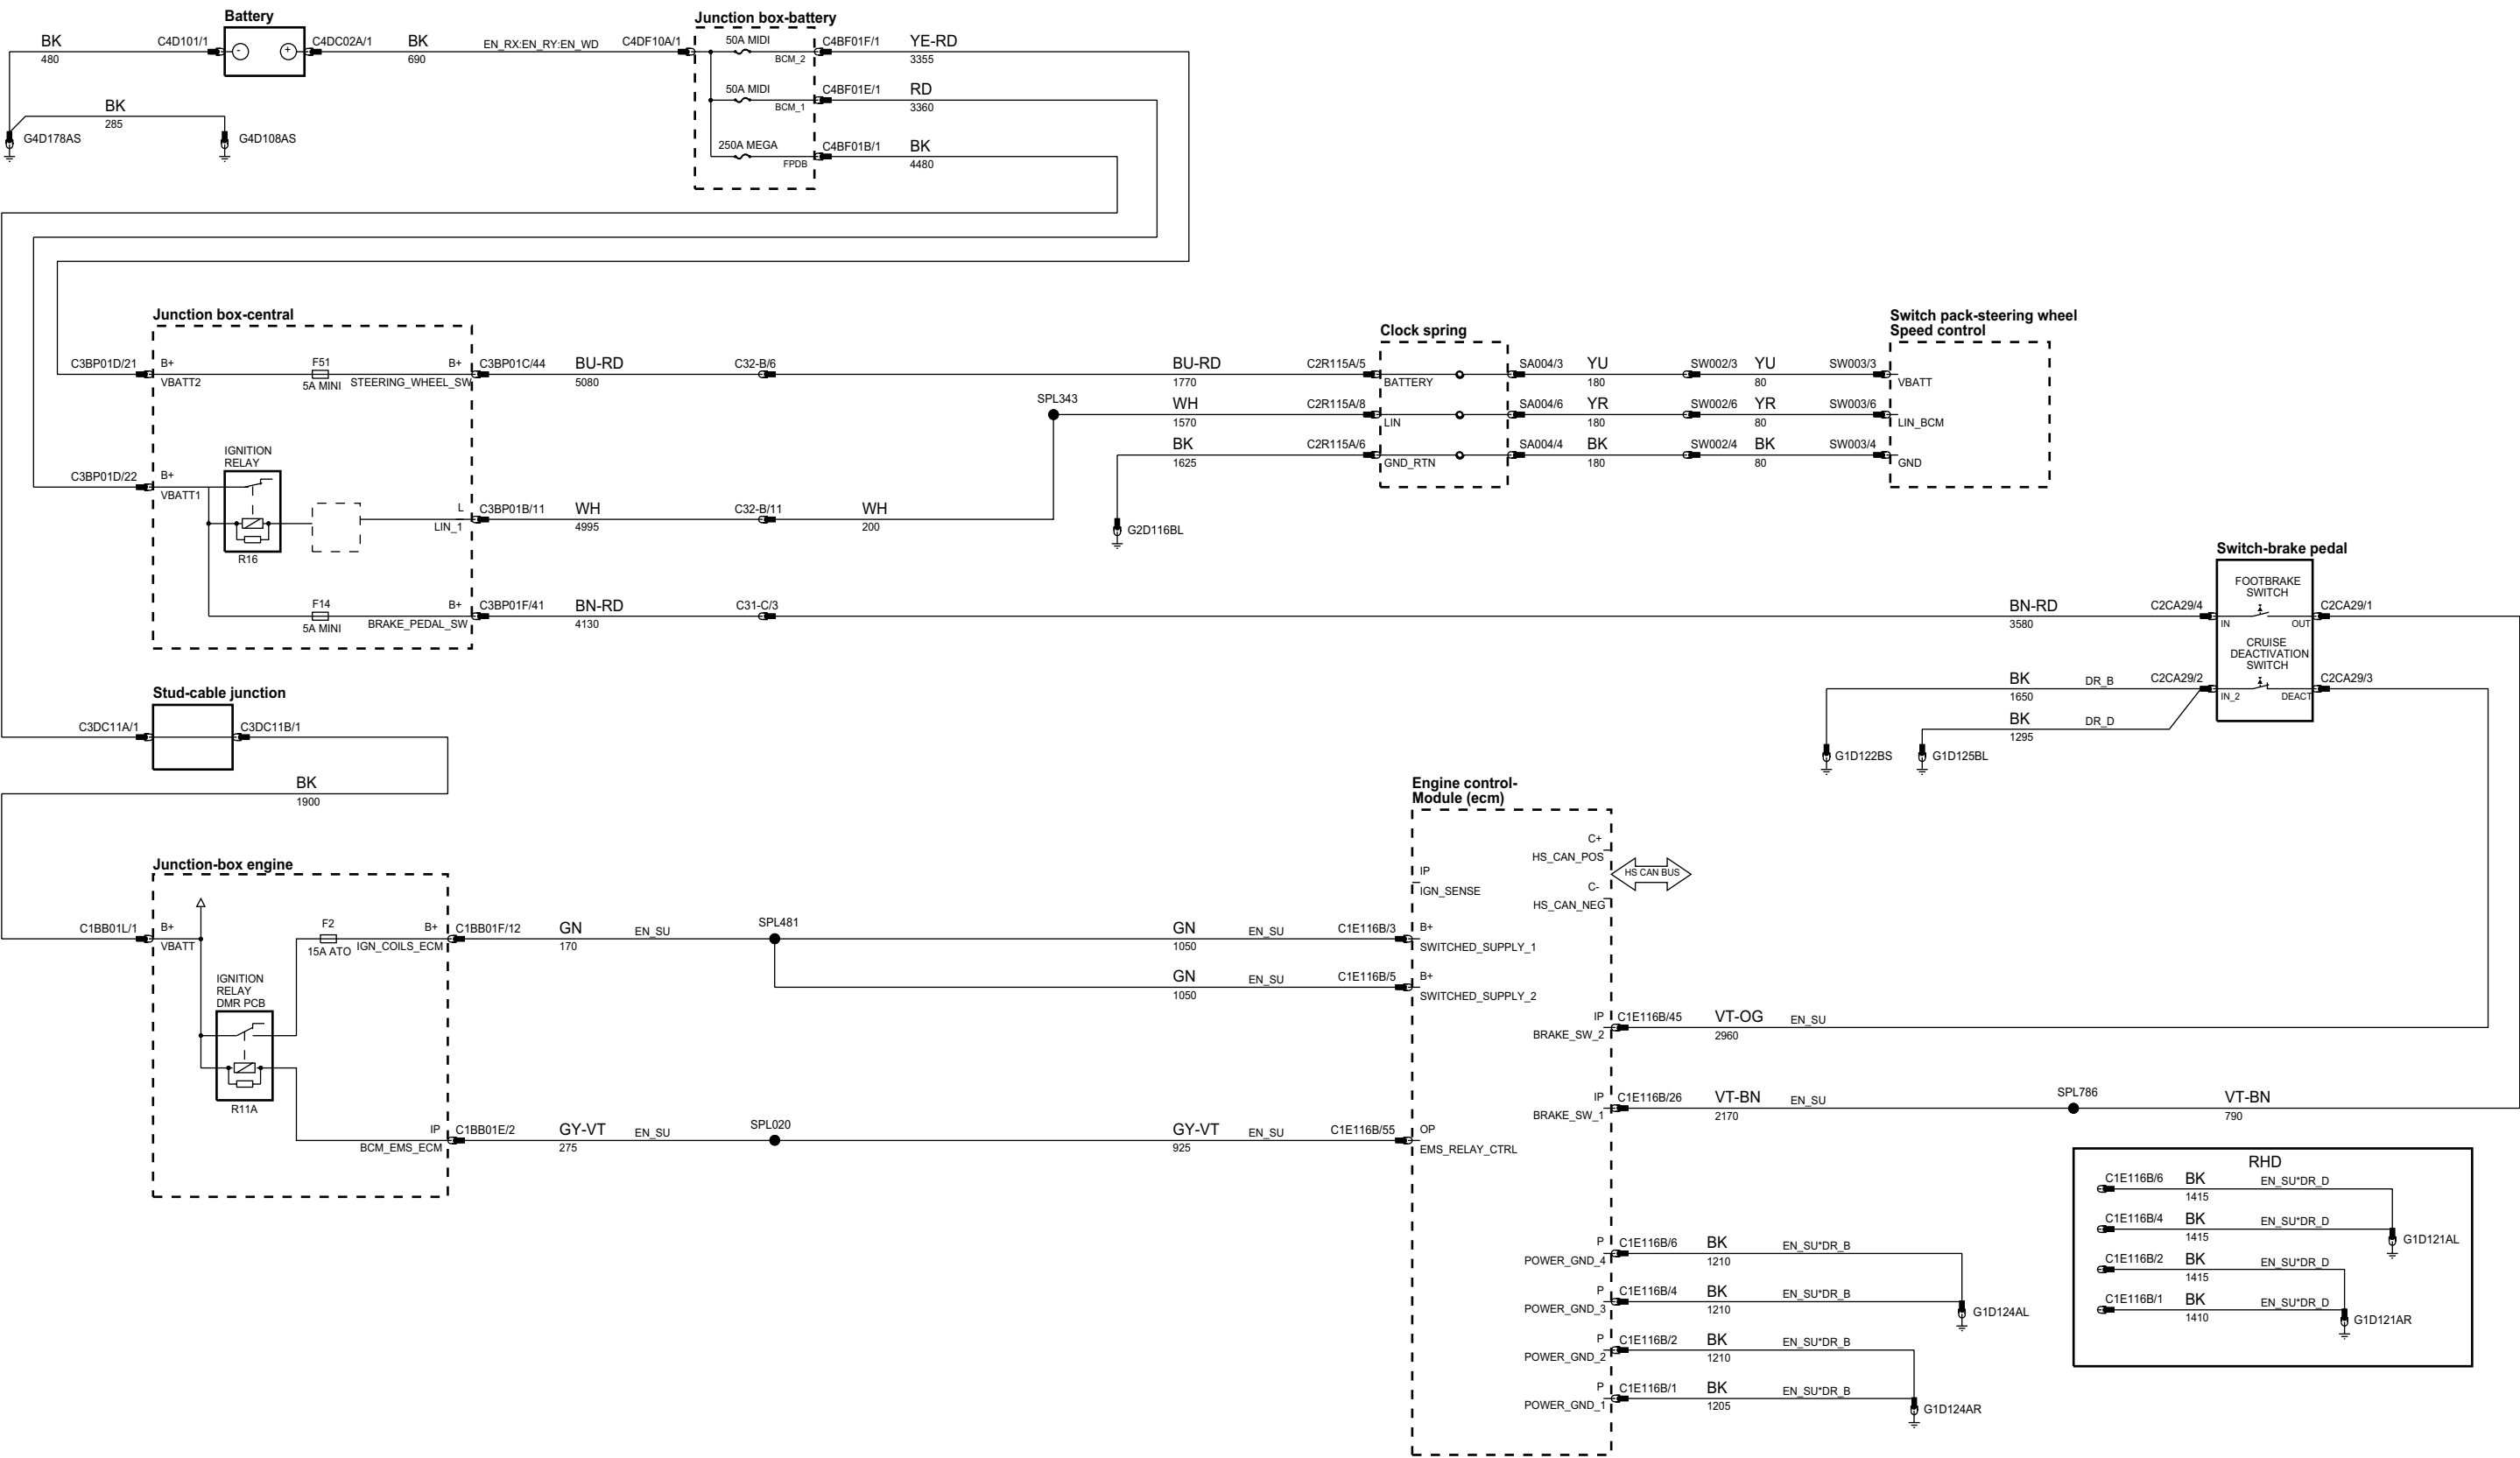 Battery
Junction box-battery
BK
480
C4D101/1
-
+
C4DC02A/1
BK
690
EN_RX:EN_RY:EN_WD
C4DF10A/1
50A MIDI
BCM_2
C4BF01F/1
YE-RD
3355
50A MIDI
BCM_1
C4BF01E/1
RD
3360
250A MEGA
FPDB
C4BF01B/1
BK
4480
BK
285
G4D178AS
G4D108AS
Junction box-central
C3BP01D/21
B+
VBATT2
F51
5A MINI
B+
STEERING_WHEEL_SW
C3BP01C/44
BU-RD
5080
C32-B/6
BU-RD
1770
C2R115A/5
Clock spring
BATTERY
SA004/3
YU
180
SW002/3
YU
80
SW003/3
Switch pack-steering wheel
Speed control
VBATT
SPL343
WH
1570
C2R115A/8
LIN
SA004/6
YR
180
SW002/6
YR
80
SW003/6
LIN_BCM
BK
1625
C2R115A/6
GND_RTN
SA004/4
BK
180
SW002/4
BK
80
SW003/4
GND
G2D116BL
C3BP01D/22
B+
VBATT1
IGNITION
RELAY
R16
L
LIN_1
C3BP01B/11
WH
4995
C32-B/11
WH
200
F14
5A MINI
B+
BRAKE_PEDAL_SW
C3BP01F/41
BN-RD
4130
C31-C/3
BN-RD
3580
C2CA29/4
Switch-brake pedal
FOOTBRAKE
SWITCH
IN
OUT
C2CA29/1
CRUISE
DEACTIVATION
SWITCH
BK
1650
DR_B
C2CA29/2
IN_2
DEACT
C2CA29/3
BK
1295
DR_D
G1D122BS
G1D125BL
Stud-cable junction
C3DC11A/1
C3DC11B/1
BK
1900
Junction-box engine
C1BB01L/1
B+
VBATT
F2
15A ATO
B+
IGN_COILS_ECM
C1BB01F/12
GN
170
EN_SU
SPL481
GN
1050
EN_SU
C1E116B/3
GN
1050
EN_SU
C1E116B/5
IGNITION
RELAY
DMR PCB
R11A
IP
BCM_EMS_ECM
C1BB01E/2
GY-VT
275
EN_SU
SPL020
GY-VT
925
EN_SU
C1E116B/55
Engine control-
Module (ecm)
C+
HS_CAN_POS
HS CAN BUS
C-
HS_CAN_NEG
IP
IGN_SENSE
B+
SWITCHED_SUPPLY_1
B+
SWITCHED_SUPPLY_2
IP
BRAKE_SW_2
C1E116B/45
VT-OG
2960
EN_SU
IP
BRAKE_SW_1
C1E116B/26
VT-BN
2170
EN_SU
SPL786
VT-BN
790
OP
EMS_RELAY_CTRL
P
POWER_GND_4
C1E116B/6
BK
1210
EN_SU*DR_B
P
POWER_GND_3
C1E116B/4
BK
1210
EN_SU*DR_B
G1D124AL
P
POWER_GND_2
C1E116B/2
BK
1210
EN_SU*DR_B
P
POWER_GND_1
C1E116B/1
BK
1205
EN_SU*DR_B
G1D124AR
RHD
C1E116B/6
BK
1415
EN_SU*DR_D
C1E116B/4
BK
1415
EN_SU*DR_D
G1D121AL
C1E116B/2
BK
1415
EN_SU*DR_D
C1E116B/1
BK
1410
EN_SU*DR_D
G1D121AR